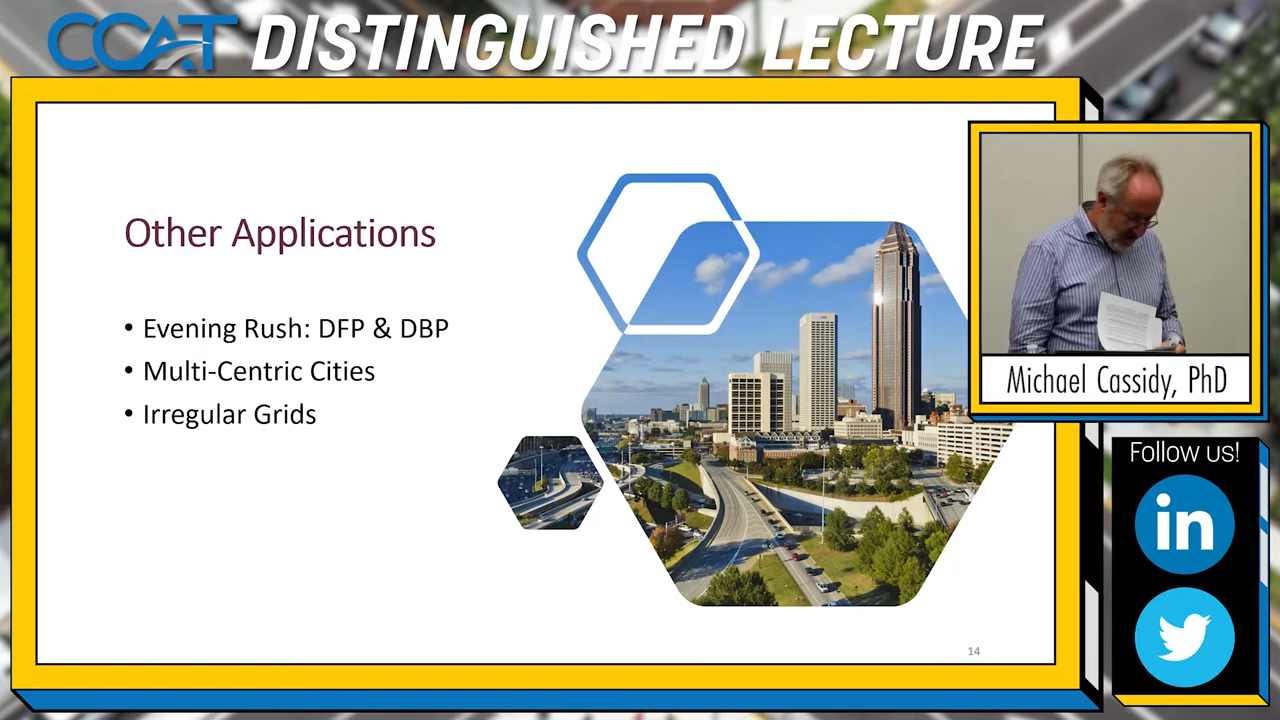 CCAT DISTINGUISHED LECTURE
Other Applications
• Evening Rush: DFP & DBP
• Multi-Centric Cities
• Irregular Grids
14
Michael Cassidy, PhD
Follow us!
in